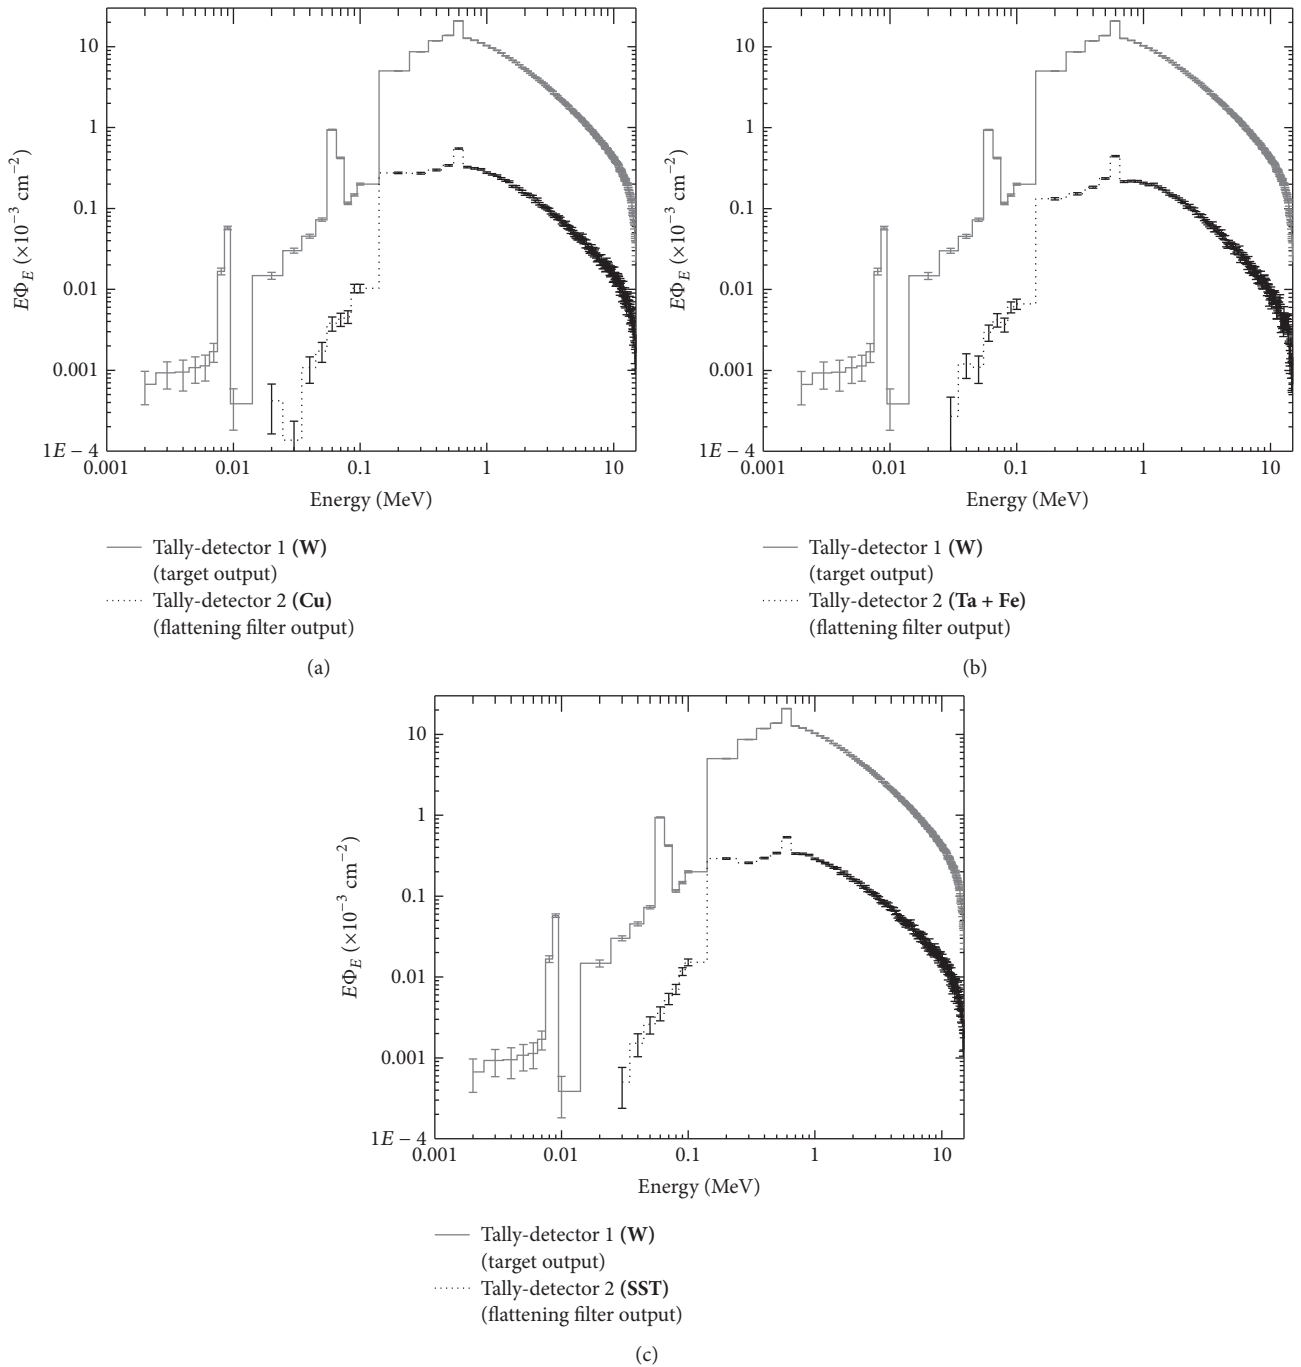 10
1
0.1
0.01
0.001
1E − 4
EΦ_E (×10⁻³ cm⁻²)
0.001 0.01 0.1 1 10
Energy (MeV)
Tally-detector 1 (W)
(target output)
Tally-detector 2 (Cu)
(flattening filter output)
(a)
10
1
0.1
0.01
0.001
1E − 4
EΦ_E (×10⁻³ cm⁻²)
0.001 0.01 0.1 1 10
Energy (MeV)
Tally-detector 1 (W)
(target output)
Tally-detector 2 (Ta + Fe)
(flattening filter output)
(b)
10
1
0.1
0.01
0.001
1E − 4
EΦ_E (×10⁻³ cm⁻²)
0.001 0.01 0.1 1 10
Energy (MeV)
Tally-detector 1 (W)
(target output)
Tally-detector 2 (SST)
(flattening filter output)
(c)